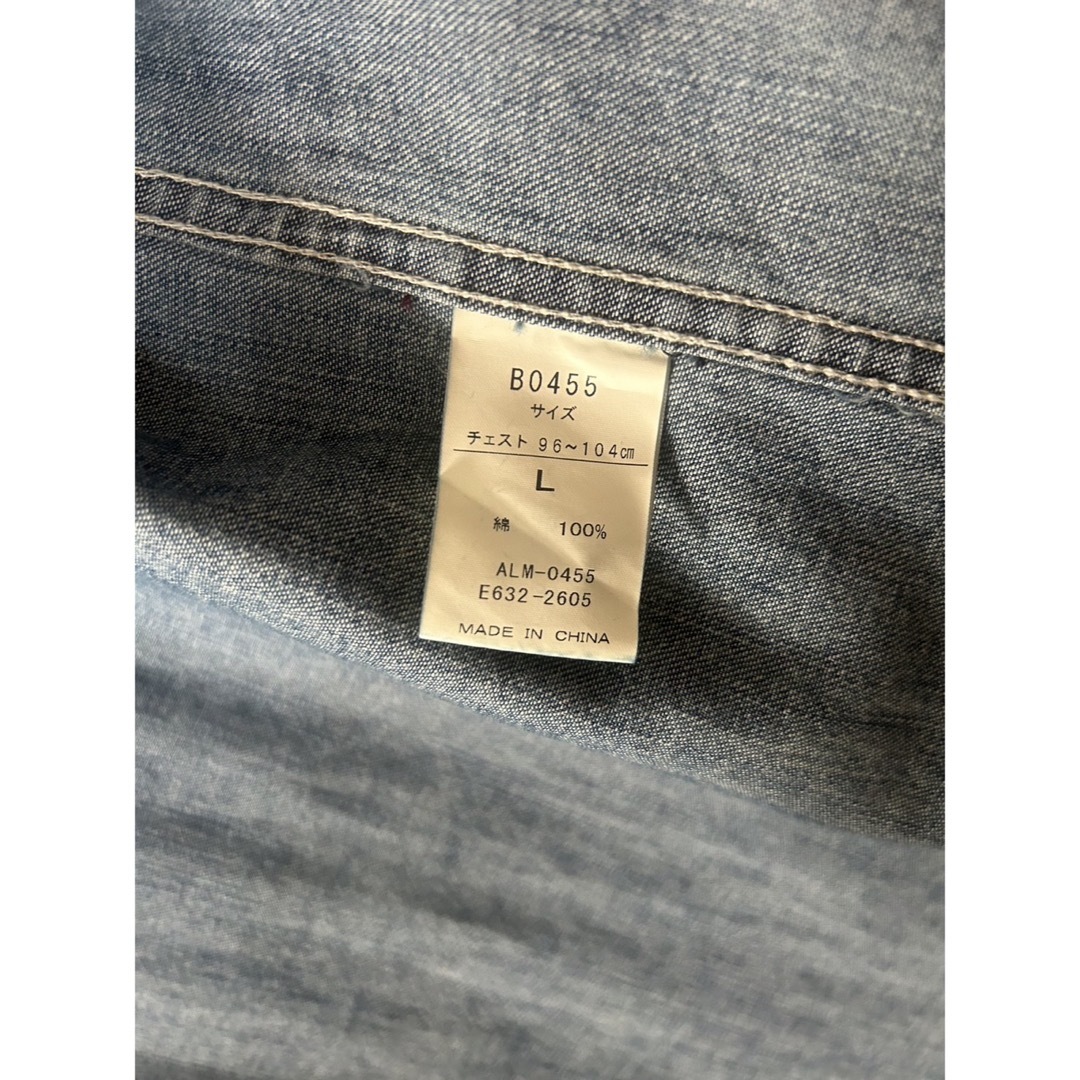 B0455
サイズ
チェスト 96～104㎝
L
綿 100%
ALM-0455
E632-2605
MADE IN CHINA